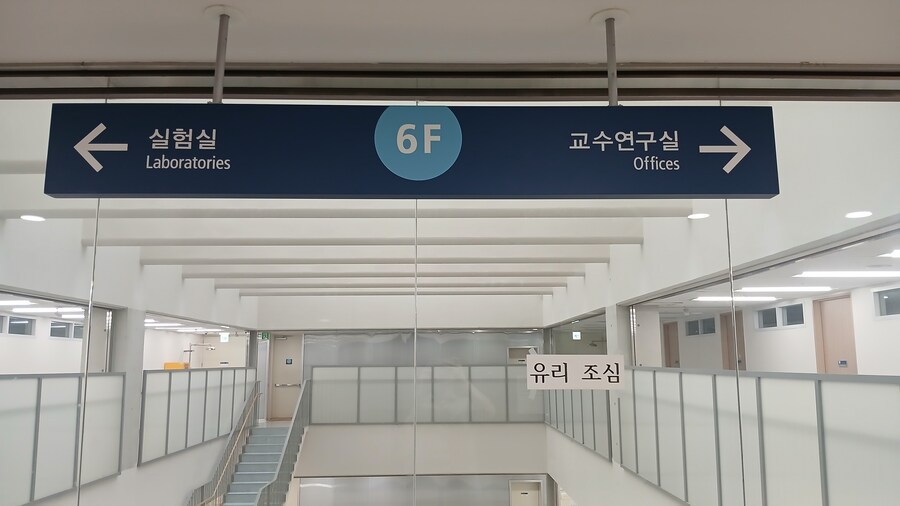 실험실
Laboratories
6F
교수연구실
Offices
유리 조심